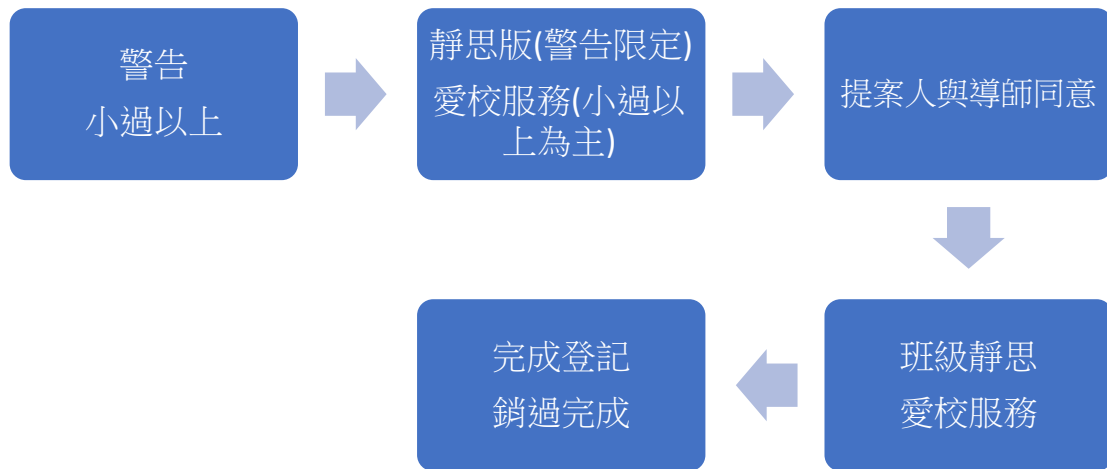 警告
小過以上
靜思版(警告限定)
愛校服務(小過以
上為主)
提案人與導師同意
班級靜思
愛校服務
完成登記
銷過完成